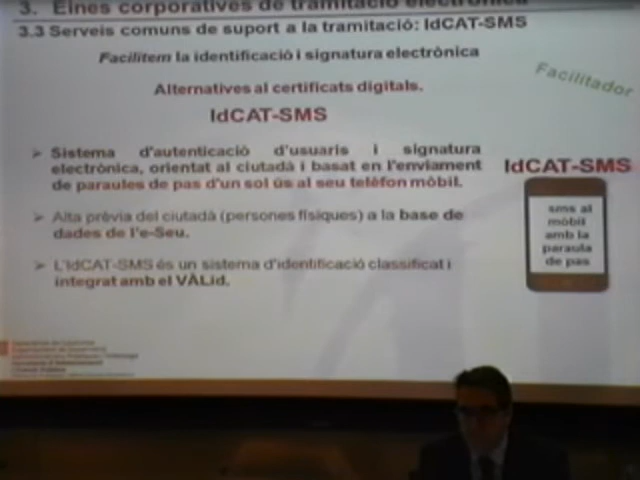 3. Eines corporatives de tramitació electrònica
3.3 Serveis comuns de suport a la tramitació: IdCAT-SMS
Facilitem la identificació i signatura electrònica
Facilitador
Alternatives al certificats digitals.
IdCAT-SMS
➢ Sistema d'autenticació d'usuaris i signatura
electrònica, orientat al ciutadà i basat en l'enviament
de paraules de pas d'un sol ús al seu telèfon mòbil.
➢ Alta prèvia del ciutadà (persones físiques) a la base de
dades de l'e-Seu.
➢ L'IdCAT-SMS és un sistema d'identificació classificat i
integrat amb el VÀLid.
IdCAT-SMS
sms al
mòbil
amb la
paraula
de pas